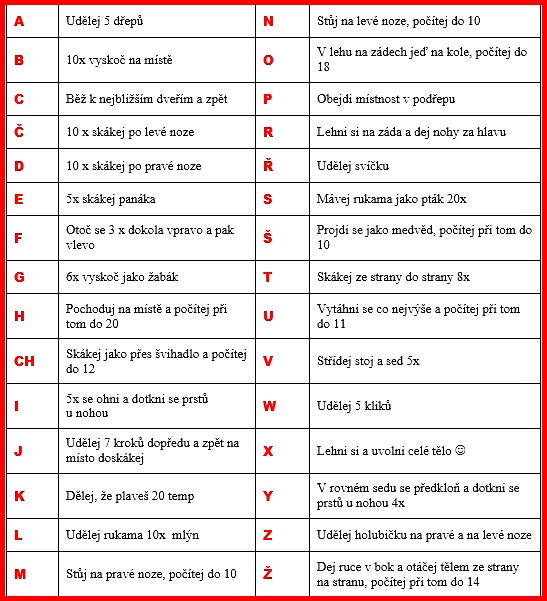 A Udělej 5 dřepů
B 10x vyskoč na místě
C Běž k nejbližším dveřím a zpět
Č 10 x skákej po levé noze
D 10 x skákej po pravé noze
E 5x skákej panáka
F Otoč se 3 x dokola vpravo a pak
vlevo
G 6x vyskoč jako žabák
H Pochoduj na místě a počítej při
tom do 20
CH Skákej jako přes švihadlo a počítej
do 12
I 5x se ohni a dotkni se prstů
u nohou
J Udělej 7 kroků dopředu a zpět na
místo doskákej
K Dělej, že plaveš 20 temp
L Udělej rukama 10x mlýn
M Stůj na pravé noze, počítej do 10
N Stůj na levé noze, počítej do 10
O V lehu na zádech jeď na kole, počítej do
18
P Obejdi místnost v podřepu
R Lehni si na záda a dej nohy za hlavu
Ř Udělej svíčku
S Mávej rukama jako pták 20x
Š Projdi se jako medvěd, počítej při tom do
10
T Skákej ze strany do strany 8x
U Vytáhni se co nejvýše a počítej při tom
do 11
V Střídej stoj a sed 5x
W Udělej 5 kliků
X Lehni si a uvolni celé tělo ☺
Y V rovném sedu se předkloň a dotkni se
prstů u nohou 4x
Z Udělej holubičku na pravé a na levé noze
Ž Dej ruce v bok a otáčej tělem ze strany
na stranu, počítej při tom do 14